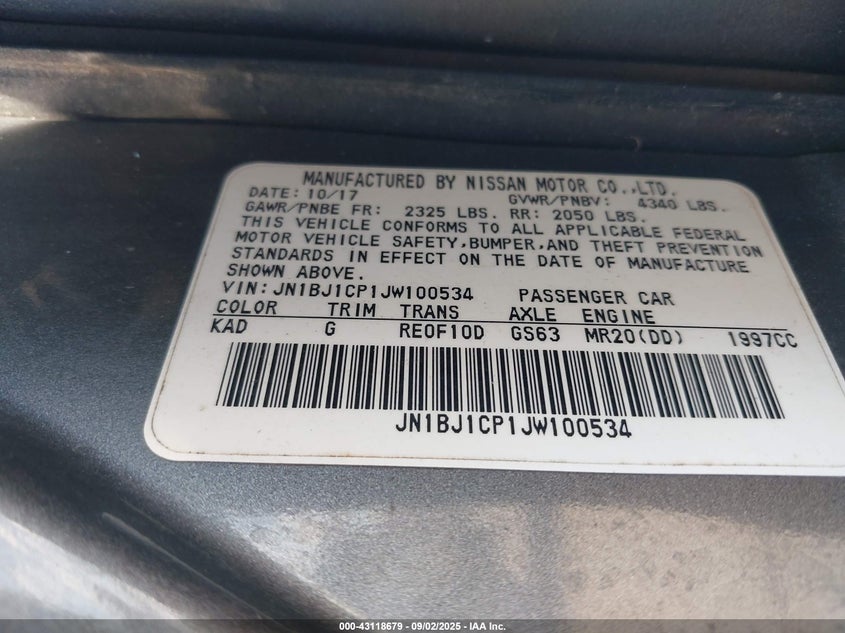 MANUFACTURED BY NISSAN MOTOR CO.,LTD.
DATE: 10/17 GVWR/PNBV: 4340 LBS.
GAWR/PNBE FR: 2325 LBS. RR: 2050 LBS.
THIS VEHICLE CONFORMS TO ALL APPLICABLE FEDERAL
MOTOR VEHICLE SAFETY,BUMPER,AND THEFT PREVENTION
STANDARDS IN EFFECT ON THE DATE OF MANUFACTURE
SHOWN ABOVE.
VIN:JN1BJ1CP1JW100534 PASSENGER CAR
COLOR TRIM TRANS AXLE ENGINE
KAD G RE0F10D GS63 MR20(DD) 1997CC
JN1BJ1CP1JW100534
000-43118679 | 09/02/2025 | IAA Inc.